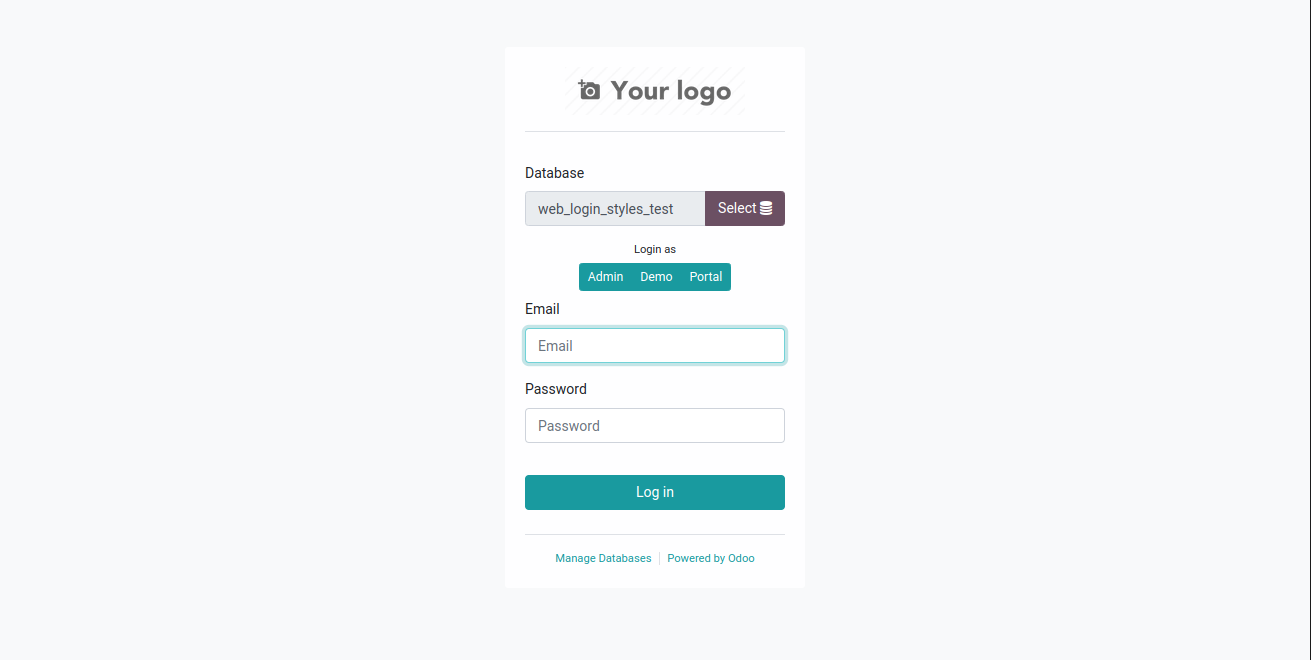 Your logo
Database
web_login_styles_test Select
Login as
Admin Demo Portal
Email
Email
Password
Password
Log in
Manage Databases Powered by Odoo